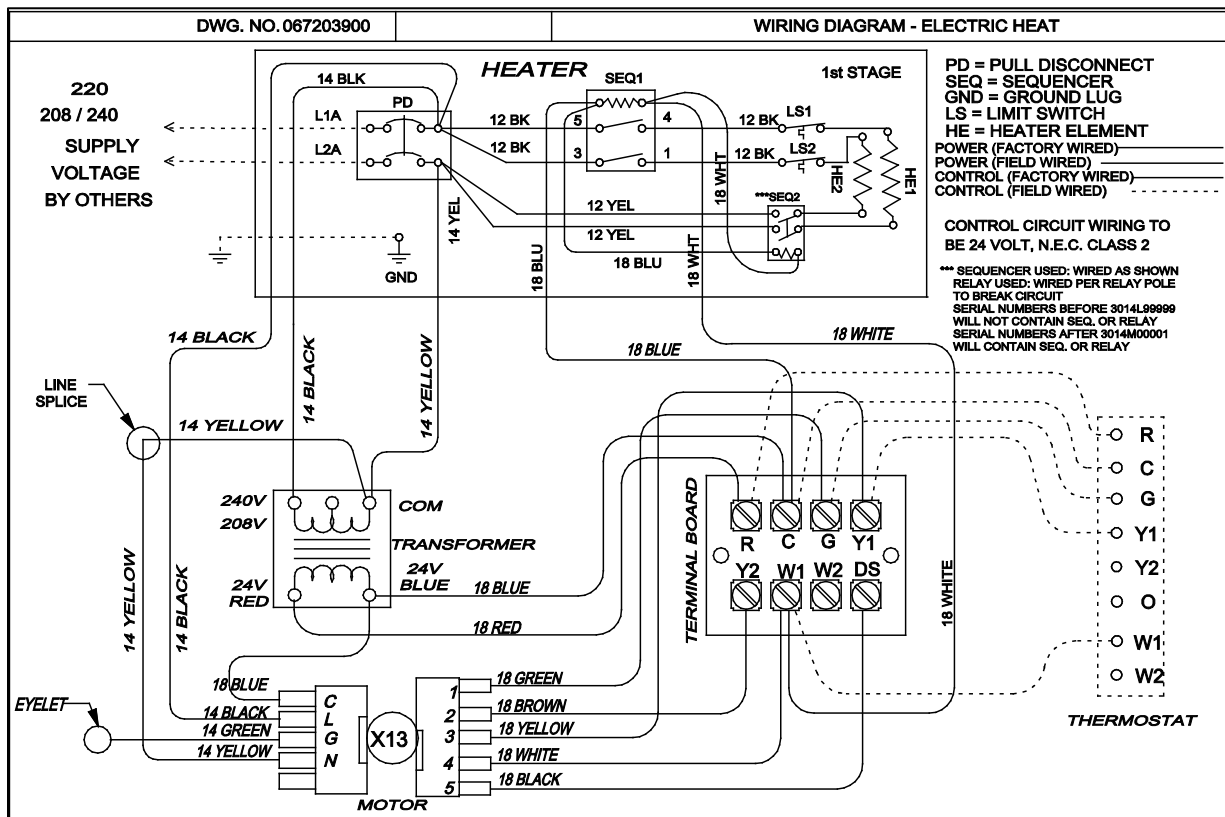 DWG. NO. 067203900
WIRING DIAGRAM - ELECTRIC HEAT
HEATER
SEQ1
1st STAGE
14 BLK
PD
220
208 / 240
SUPPLY
VOLTAGE
BY OTHERS
L1A
L2A
12 BK
12 BK
5
4
3
1
12 BK
12 BK
LS1
LS2
HE2
HE1
18 WHT
***SEQ2
12 YEL
12 YEL
14 YEL
18 BLU
18 BLU
18 WHT
GND
PD = PULL DISCONNECT
SEQ = SEQUENCER
GND = GROUND LUG
LS = LIMIT SWITCH
HE = HEATER ELEMENT
POWER (FACTORY WIRED)
POWER (FIELD WIRED)
CONTROL (FACTORY WIRED)
CONTROL (FIELD WIRED)
CONTROL CIRCUIT WIRING TO
BE 24 VOLT, N.E.C. CLASS 2
*** SEQUENCER USED: WIRED AS SHOWN
RELAY USED: WIRED PER RELAY POLE
TO BREAK CIRCUIT
SERIAL NUMBERS BEFORE 3014L99999
WILL NOT CONTAIN SEQ. OR RELAY
SERIAL NUMBERS AFTER 3014M00001
WILL CONTAIN SEQ. OR RELAY
14 BLACK
14 BLACK
14 YELLOW
18 BLUE
18 WHITE
LINE
SPLICE
14 YELLOW
240V
208V
COM
TRANSFORMER
24V
RED
24V
BLUE
18 BLUE
18 RED
14 YELLOW
14 BLACK
TERMINAL BOARD
R
C
G
Y1
Y2
W1
W2
DS
18 WHITE
R
C
G
Y1
Y2
O
W1
W2
THERMOSTAT
EYELET
18 BLUE
14 BLACK
14 GREEN
14 YELLOW
C
L
G
N
X13
MOTOR
1
2
3
4
5
18 GREEN
18 BROWN
18 YELLOW
18 WHITE
18 BLACK